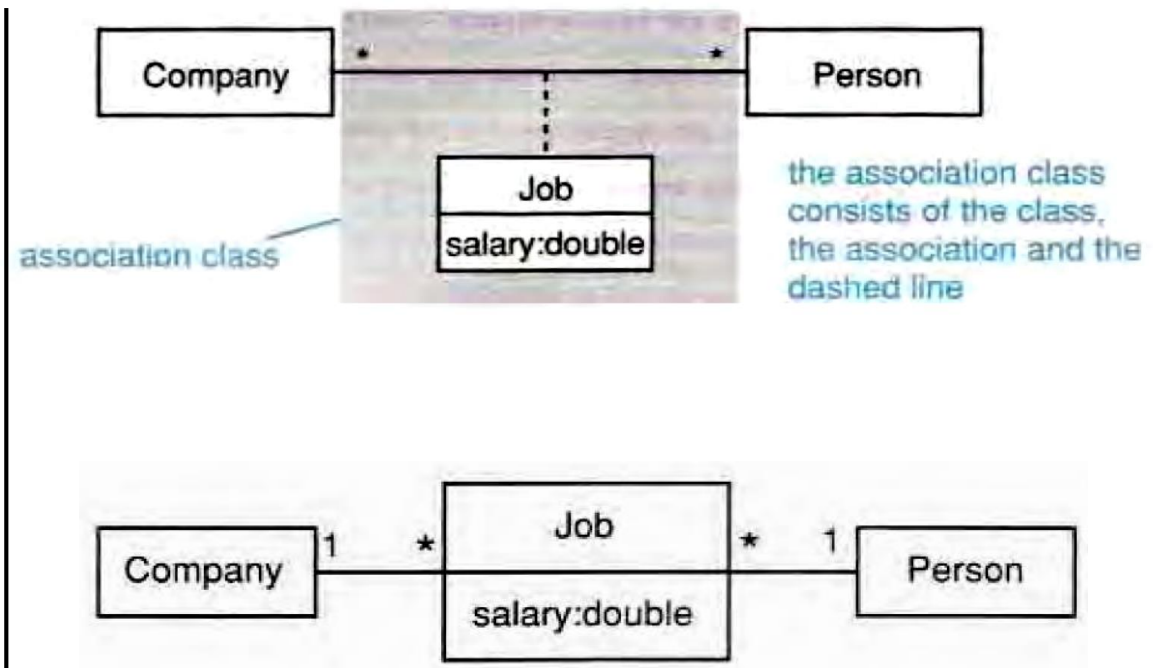 * *
Company Person
Job
salary:double
association class
the association class
consists of the class,
the association and the
dashed line
1 * * 1
Company Job Person
salary:double